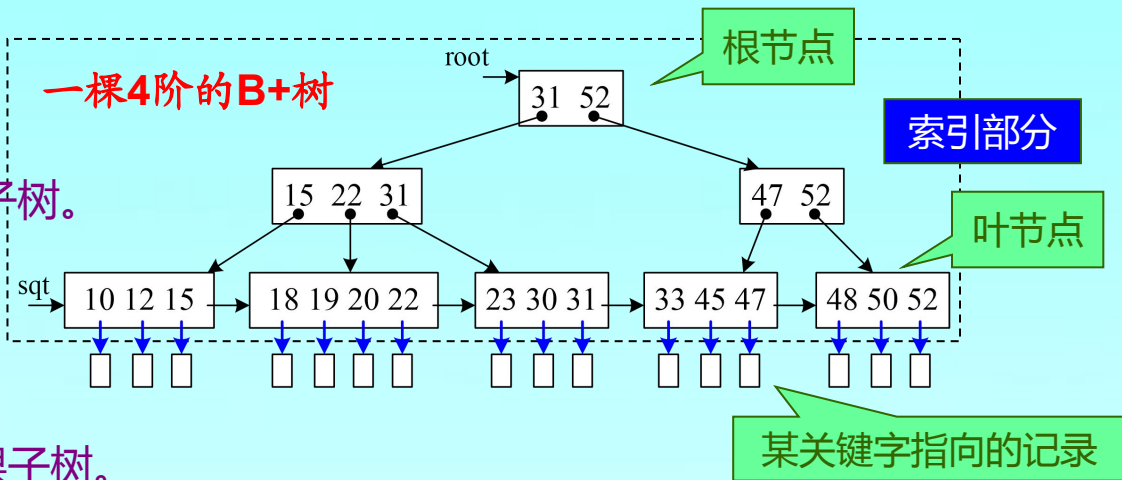 root
根节点
一棵4阶的B+树
31 52
索引部分
子树。
15 22 31
47 52
叶节点
sqt
10 12 15
18 19 20 22
23 30 31
33 45 47
48 50 52
某关键字指向的记录
棵子树。